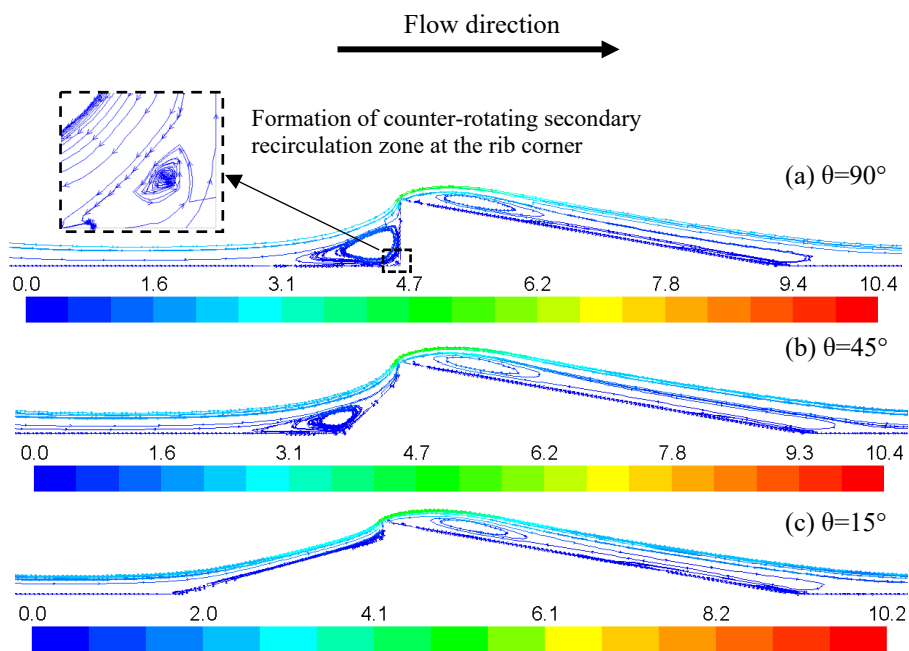 Flow direction
Formation of counter-rotating secondary
recirculation zone at the rib corner
(a) θ=90°
0.0 1.6 3.1 4.7 6.2 7.8 9.4 10.4
(b) θ=45°
0.0 1.6 3.1 4.7 6.2 7.8 9.3 10.4
(c) θ=15°
0.0 2.0 4.1 6.1 8.2 10.2